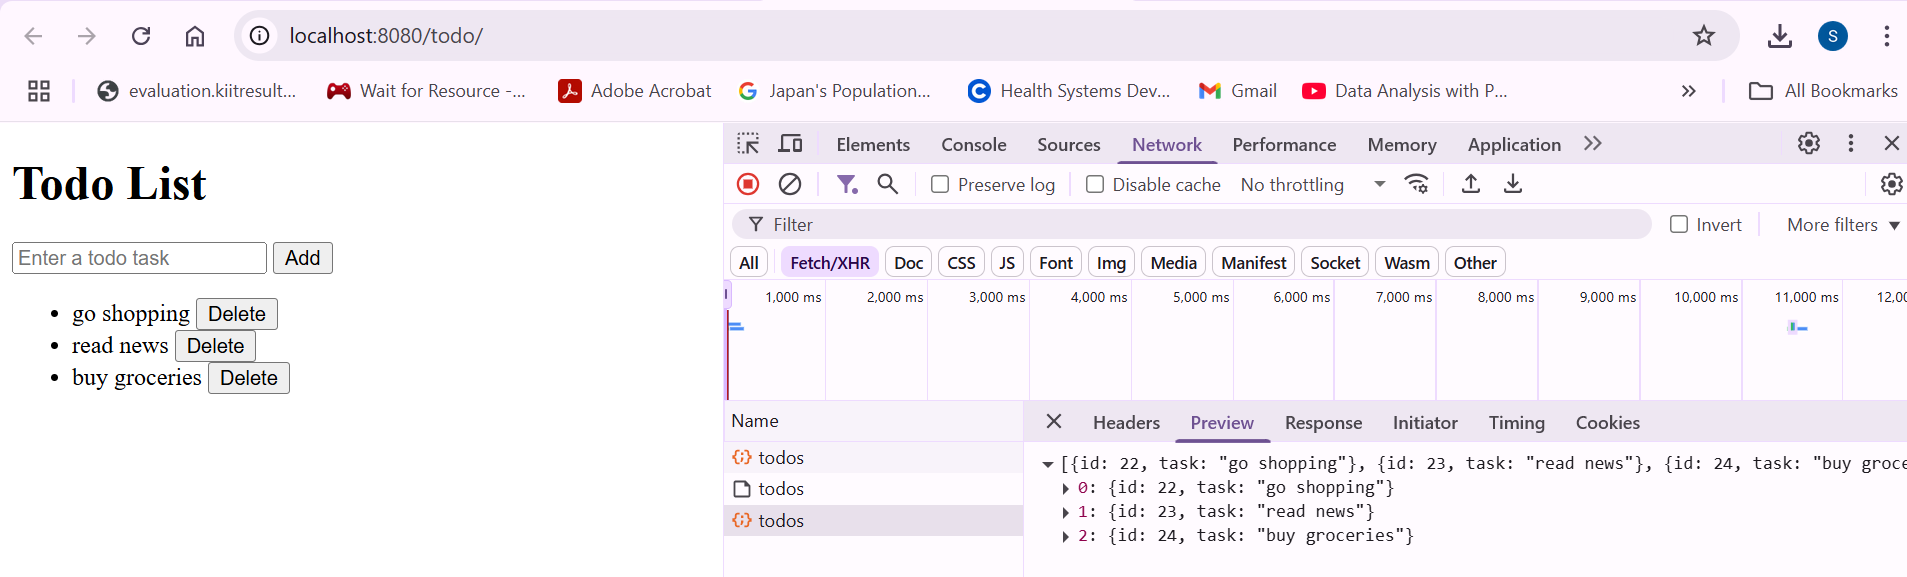 localhost:8080/todo/
S
evaluation.kiitresult... Wait for Resource -... Adobe Acrobat Japan's Population... Health Systems Dev... Gmail Data Analysis with P... All Bookmarks
Elements Console Sources Network Performance Memory Application
Preserve log Disable cache No throttling
Filter Invert More filters
All Fetch/XHR Doc CSS JS Font Img Media Manifest Socket Wasm Other
1,000 ms 2,000 ms 3,000 ms 4,000 ms 5,000 ms 6,000 ms 7,000 ms 8,000 ms 9,000 ms 10,000 ms 11,000 ms 12,0
Todo List
Enter a todo task Add
go shopping Delete
read news Delete
buy groceries Delete
Name
todos
todos
todos
Headers Preview Response Initiator Timing Cookies
[{id: 22, task: "go shopping"}, {id: 23, task: "read news"}, {id: 24, task: "buy groce
0: {id: 22, task: "go shopping"}
1: {id: 23, task: "read news"}
2: {id: 24, task: "buy groceries"}